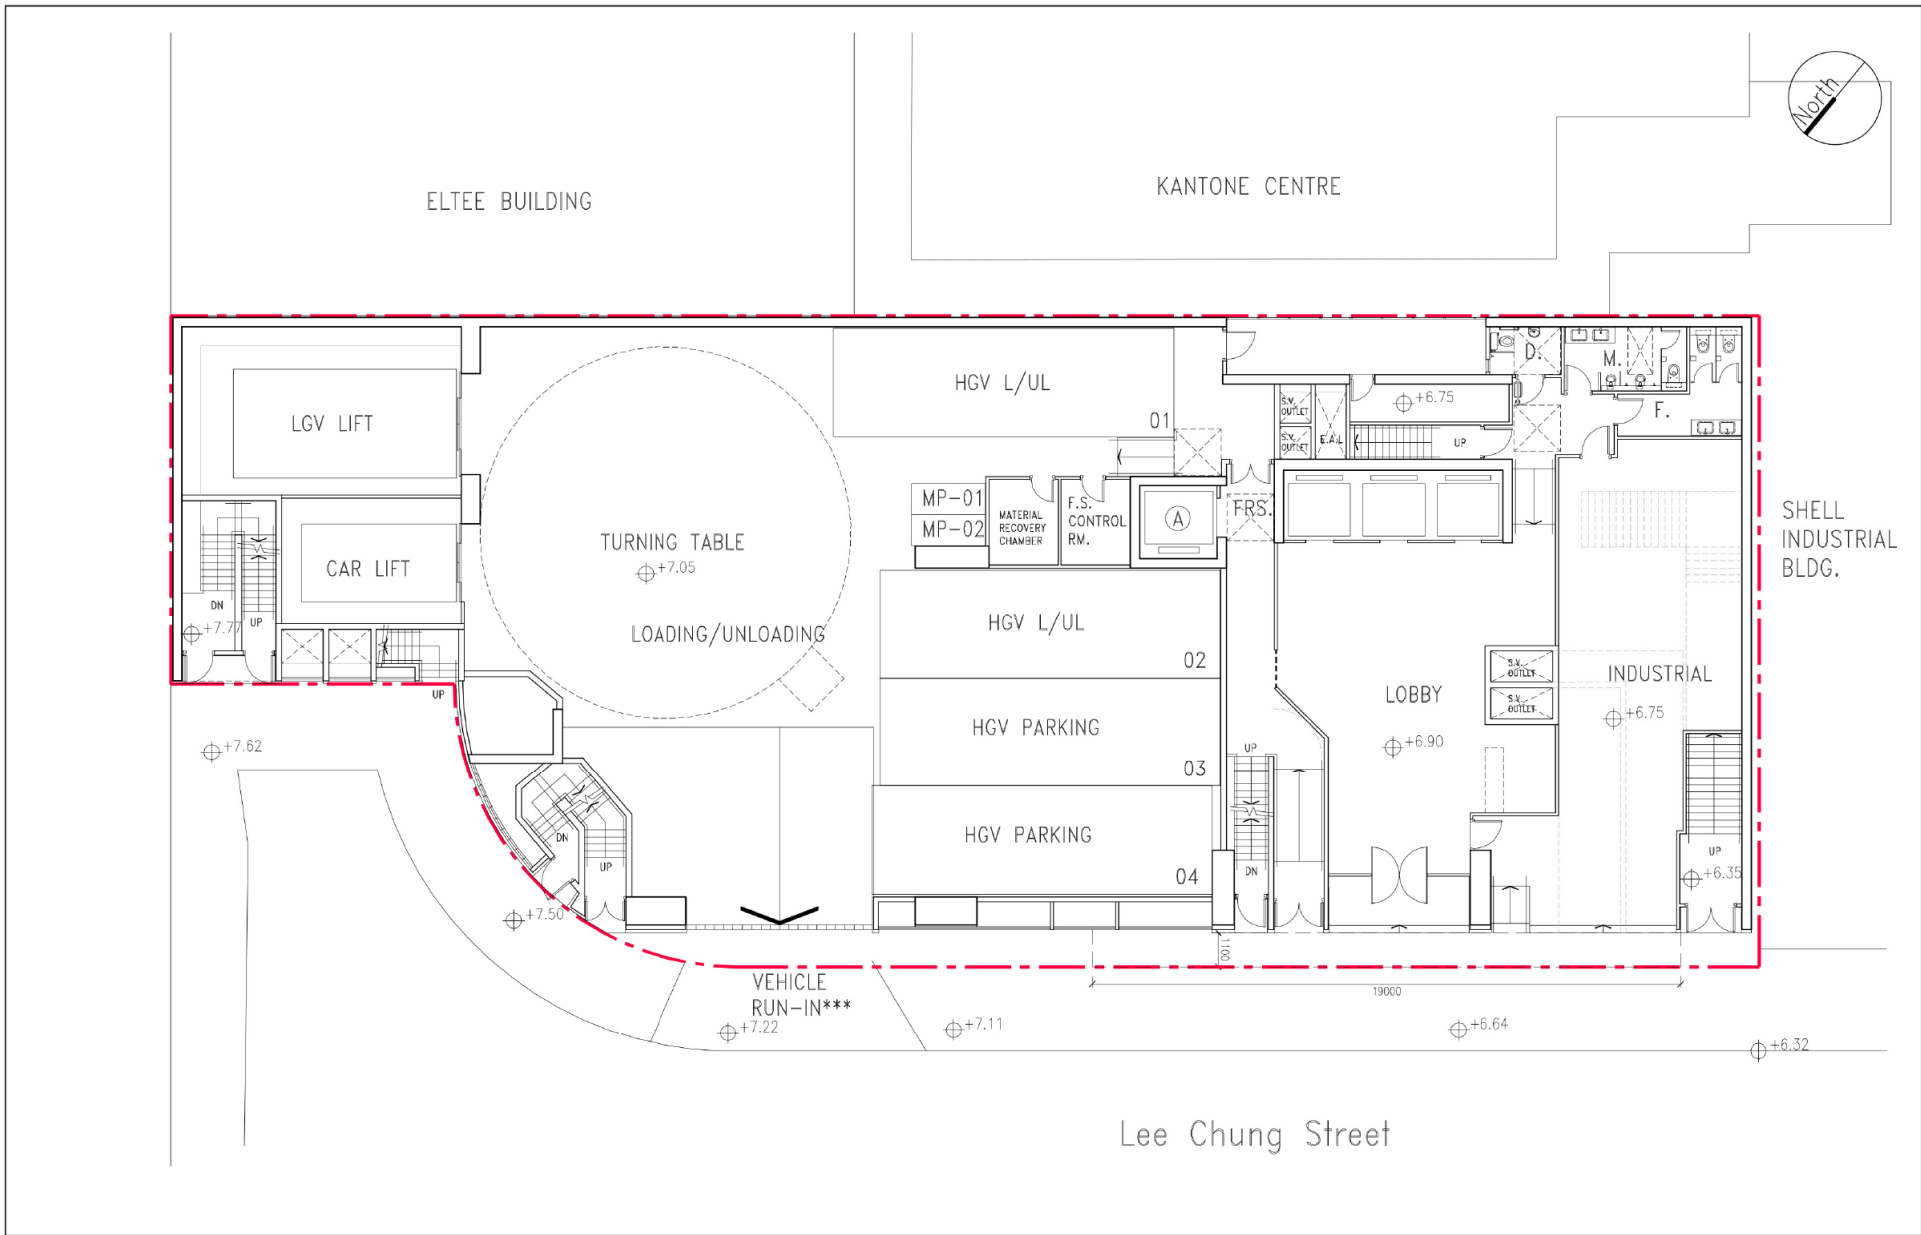 North
ELTEE BUILDING
KANTONE CENTRE
LGV LIFT
HGV L/UL
01
S.V.
OUTLET
S.V.
OUTLET
E.A.L
+6.75
UP
D.
M.
F.
MP-01
MP-02
MATERIAL
RECOVERY
CHAMBER
F.S.
CONTROL
RM.
A
FRS.
SHELL
INDUSTRIAL
BLDG.
CAR LIFT
TURNING TABLE
+7.05
LOADING/UNLOADING
DN
UP
+7.77
UP
HGV L/UL
02
HGV PARKING
03
HGV PARKING
04
LOBBY
+6.90
S.V.
OUTLET
S.V.
OUTLET
INDUSTRIAL
+6.75
+7.62
DN
UP
+7.50
UP
DN
UP
+6.35
1100
19000
VEHICLE
RUN-IN***
+7.22
+7.11
+6.64
+6.32
Lee Chung Street